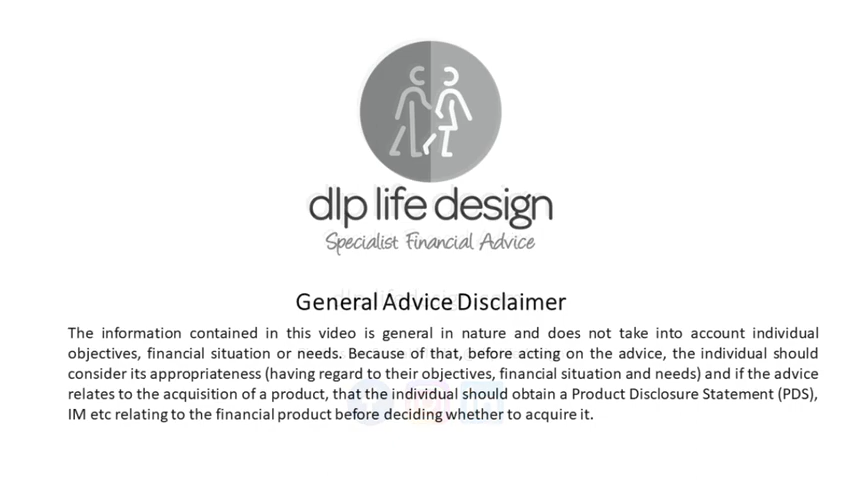 dlp life design
Specialist Financial Advice
General Advice Disclaimer
The information contained in this video is general in nature and does not take into account individual
objectives, financial situation or needs. Because of that, before acting on the advice, the individual should
consider its appropriateness (having regard to their objectives, financial situation and needs) and if the advice
relates to the acquisition of a product, that the individual should obtain a Product Disclosure Statement (PDS),
IM etc relating to the financial product before deciding whether to acquire it.